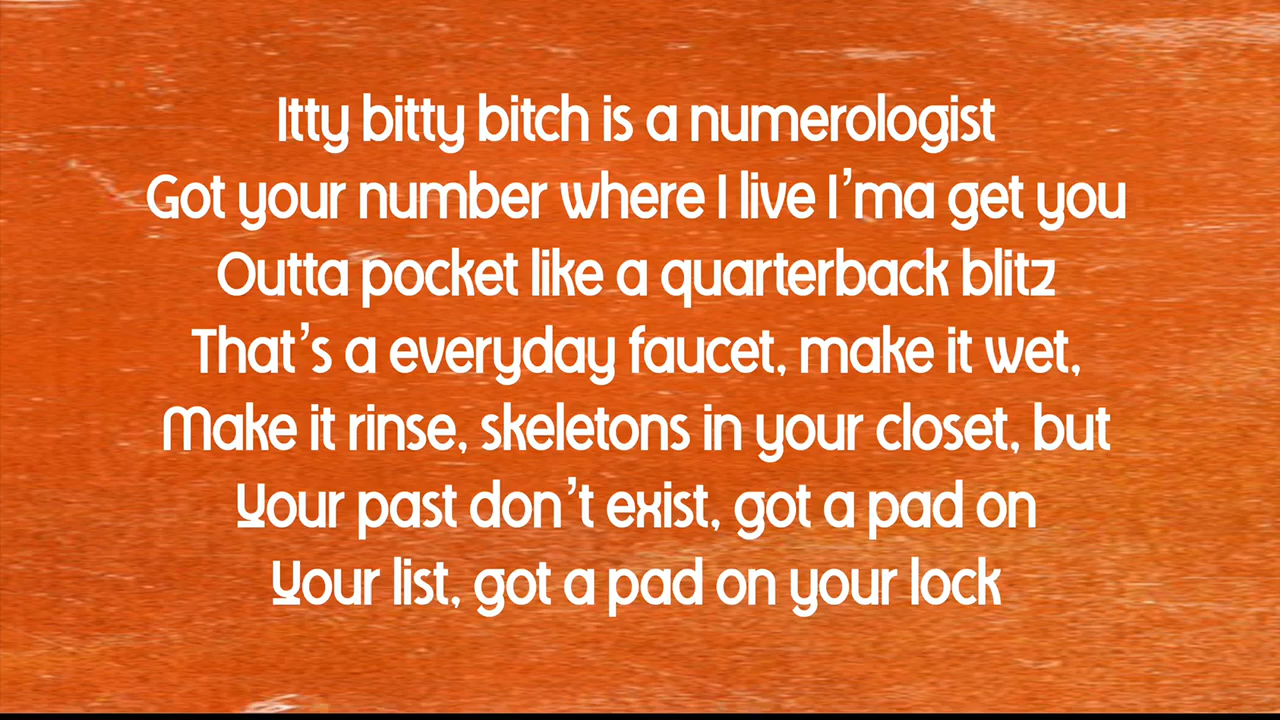 Itty bitty bitch is a numerologist
Got your number where I live I’ma get you
Outta pocket like a quarterback blitz
That’s a everyday faucet, make it wet,
Make it rinse, skeletons in your closet, but
Your past don’t exist, got a pad on
Your list, got a pad on your lock